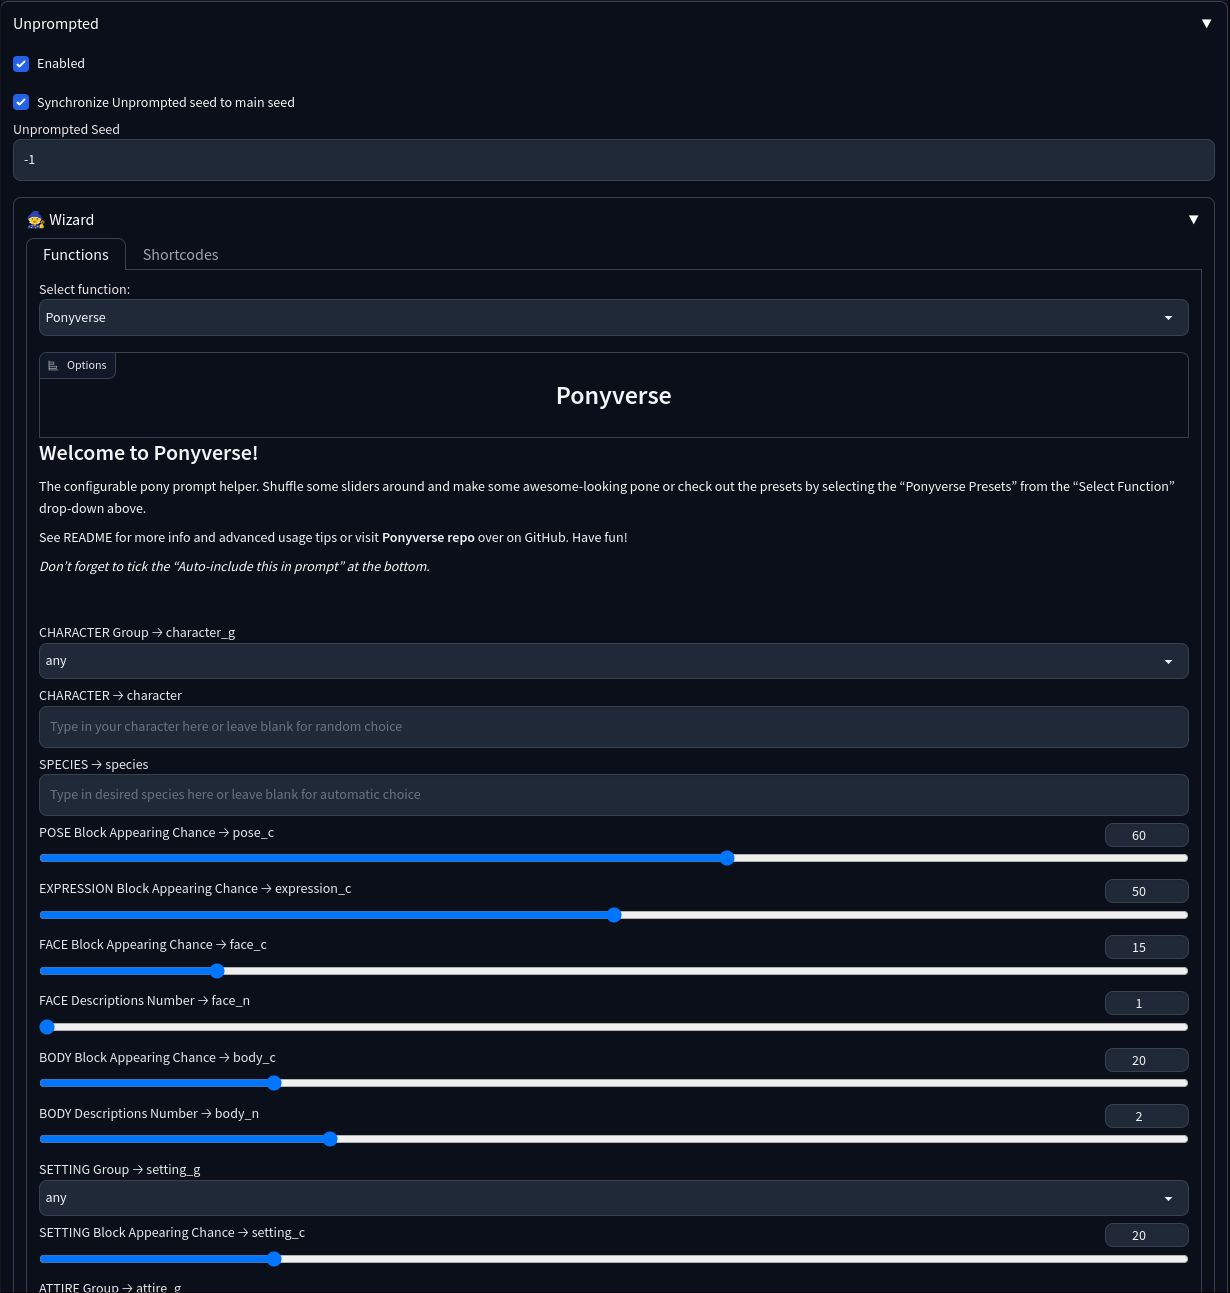 Unprompted
Enabled
Synchronize Unprompted seed to main seed
Unprompted Seed
-1
Wizard
Functions
Shortcodes
Select function:
Ponyverse
Options
Ponyverse
Welcome to Ponyverse!
The configurable pony prompt helper. Shuffle some sliders around and make some awesome-looking pone or check out the presets by selecting the “Ponyverse Presets” from the “Select Function”
drop-down above.
See README for more info and advanced usage tips or visit Ponyverse repo over on GitHub. Have fun!
Don’t forget to tick the “Auto-include this in prompt” at the bottom.
CHARACTER Group → character_g
any
CHARACTER → character
Type in your character here or leave blank for random choice
SPECIES → species
Type in desired species here or leave blank for automatic choice
POSE Block Appearing Chance → pose_c
60
EXPRESSION Block Appearing Chance → expression_c
50
FACE Block Appearing Chance → face_c
15
FACE Descriptions Number → face_n
1
BODY Block Appearing Chance → body_c
20
BODY Descriptions Number → body_n
2
SETTING Group → setting_g
any
SETTING Block Appearing Chance → setting_c
20
ATTIRE Group → attire_g